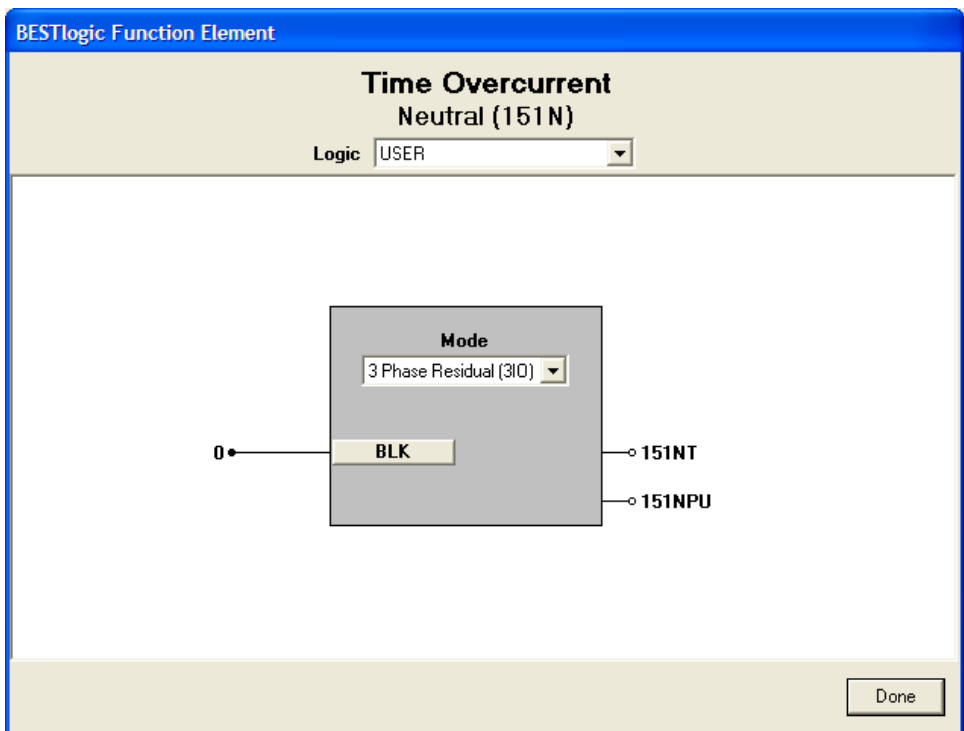 BESTlogic Function Element
Time Overcurrent
Neutral (151N)
Logic USER
Mode
3 Phase Residual (3I0)
0 BLK 151NT
151NPU
Done